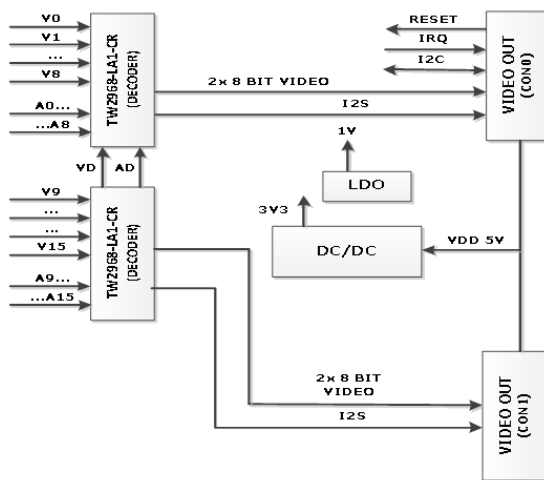 V0
V1
...
V8
A0...
...A8
TW2968-LA1-CR
(DECODER)
2x 8 BIT VIDEO
I2S
RESET
IRQ
I2C
VIDEO OUT
(CON0)
VD
AD
1V
LDO
3V3
DC/DC
VDD 5V
V9
...
...
V15
A9...
...A15
TW2968-LA1-CR
(DECODER)
2x 8 BIT
VIDEO
I2S
VIDEO OUT
(CON1)